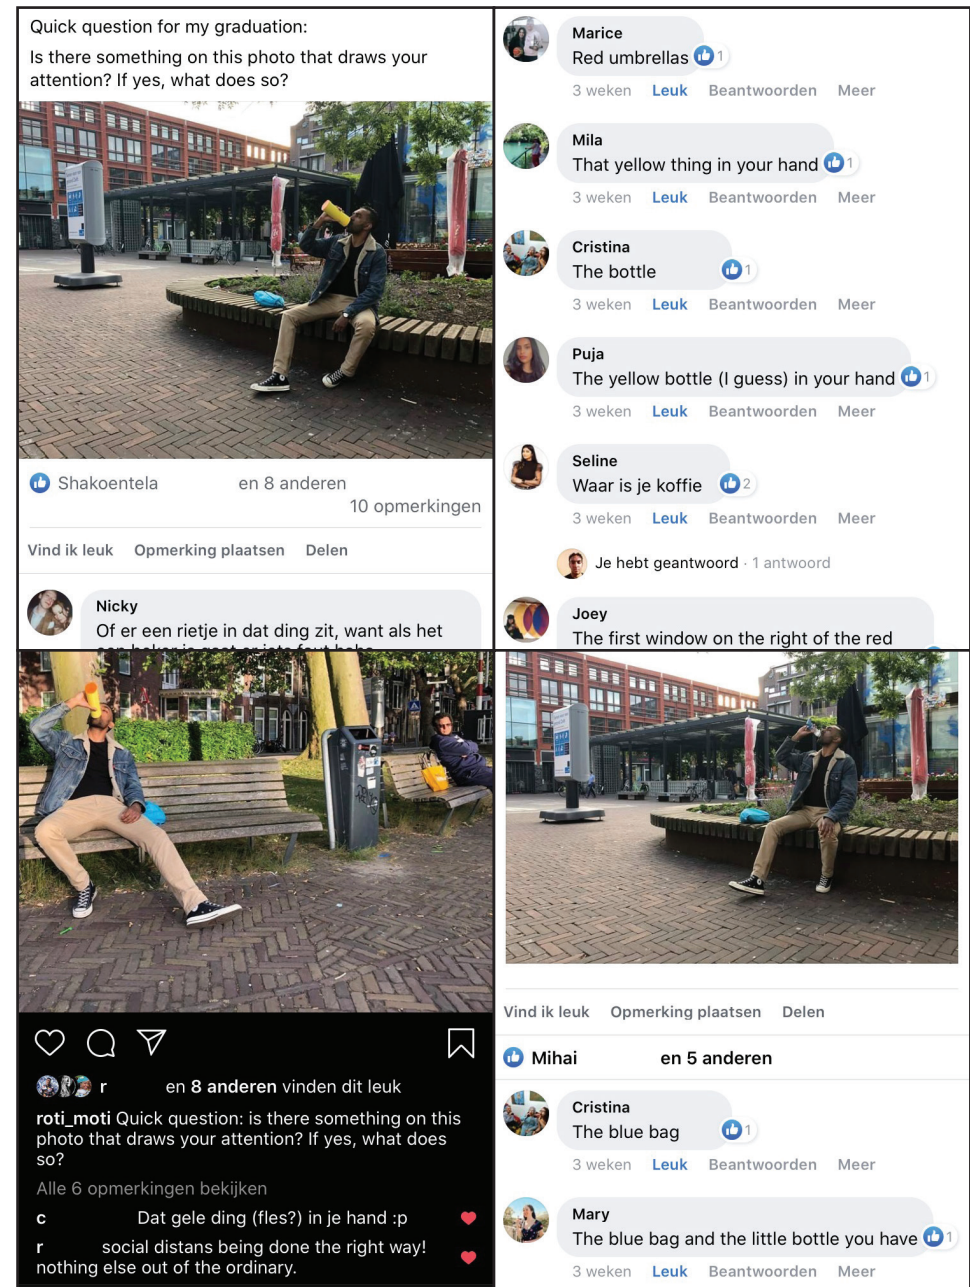 Quick question for my graduation:
Is there something on this photo that draws your
attention? If yes, what does so?
Shakoentela en 8 anderen
10 opmerkingen
Vind ik leuk Opmerking plaatsen Delen
Nicky
Of er een rietje in dat ding zit, want als het
Marice
Red umbrellas 1
3 weken Leuk Beantwoorden Meer
Mila
That yellow thing in your hand 1
3 weken Leuk Beantwoorden Meer
Cristina
The bottle 1
3 weken Leuk Beantwoorden Meer
Puja
The yellow bottle (I guess) in your hand 1
3 weken Leuk Beantwoorden Meer
Seline
Waar is je koffie 2
3 weken Leuk Beantwoorden Meer
Je hebt geantwoord · 1 antwoord
Joey
The first window on the right of the red
r en 8 anderen vinden dit leuk
roti_moti Quick question: is there something on this
photo that draws your attention? If yes, what does
so?
Alle 6 opmerkingen bekijken
c Dat gele ding (fles?) in je hand :p
r social distans being done the right way!
nothing else out of the ordinary.
Vind ik leuk Opmerking plaatsen Delen
Mihai en 5 anderen
Cristina
The blue bag 1
3 weken Leuk Beantwoorden Meer
Mary
The blue bag and the little bottle you have 1
3 weken Leuk Beantwoorden Meer